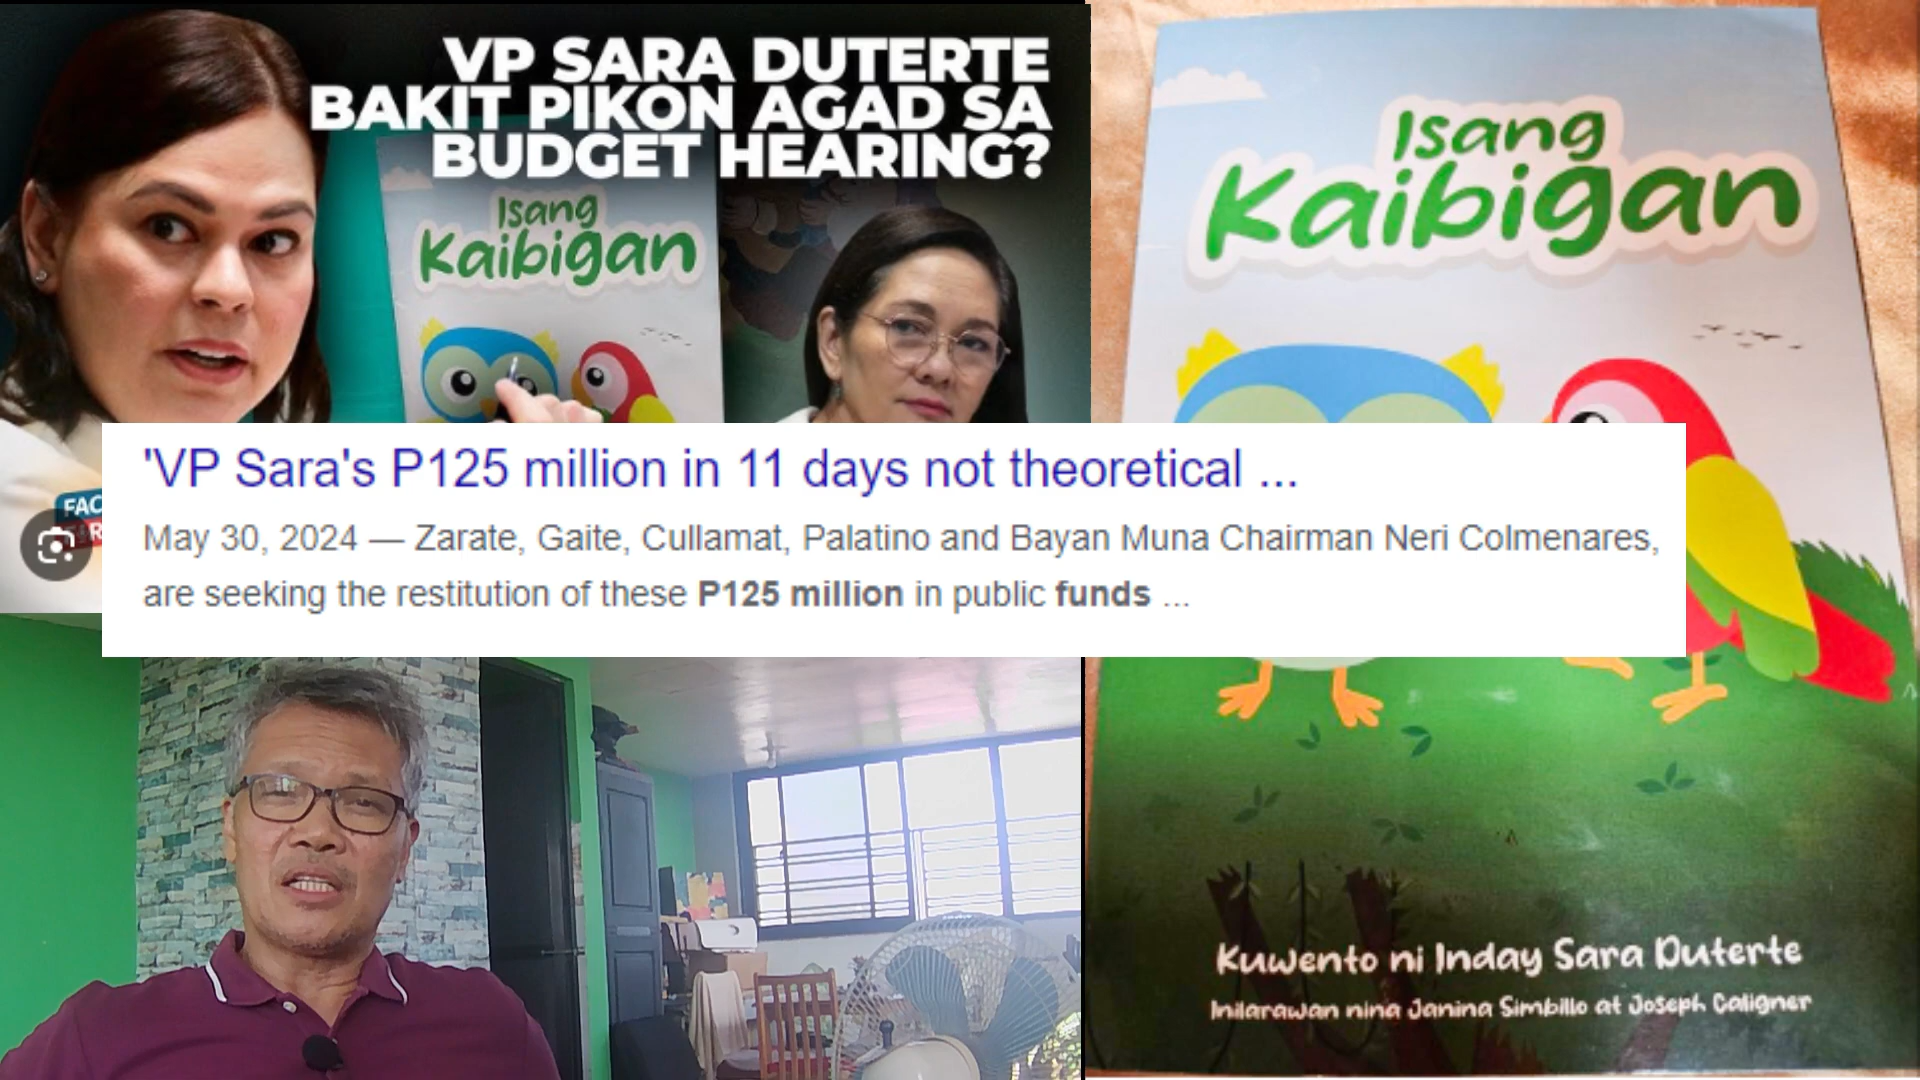 VP SARA DUTERTE
BAKIT PIKON AGAD SA
BUDGET HEARING?
Isang
Kaibigan
Isang
Kaibigan
'VP Sara's P125 million in 11 days not theoretical ...
May 30, 2024 — Zarate, Gaite, Cullamat, Palatino and Bayan Muna Chairman Neri Colmenares,
are seeking the restitution of these P125 million in public funds ...
FAC
Kuwento ni Inday Sara Duterte
Inilarawan nina Janina Simbillo at Joseph Caligner